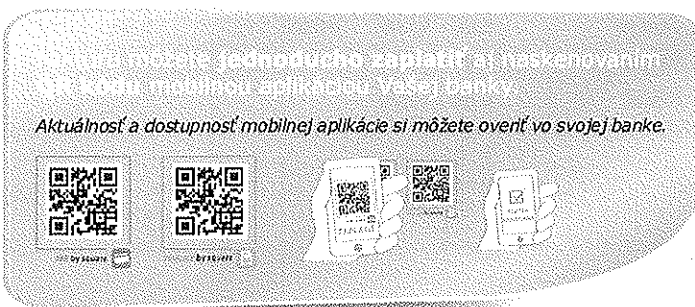 môžete jednoducho zaplatiť aj naskenovaním
QR kódu mobilnou aplikáciou vašej banky
Aktuálnosť a dostupnosť mobilnej aplikácie si môžete overiť vo svojej banke.
by square
by square